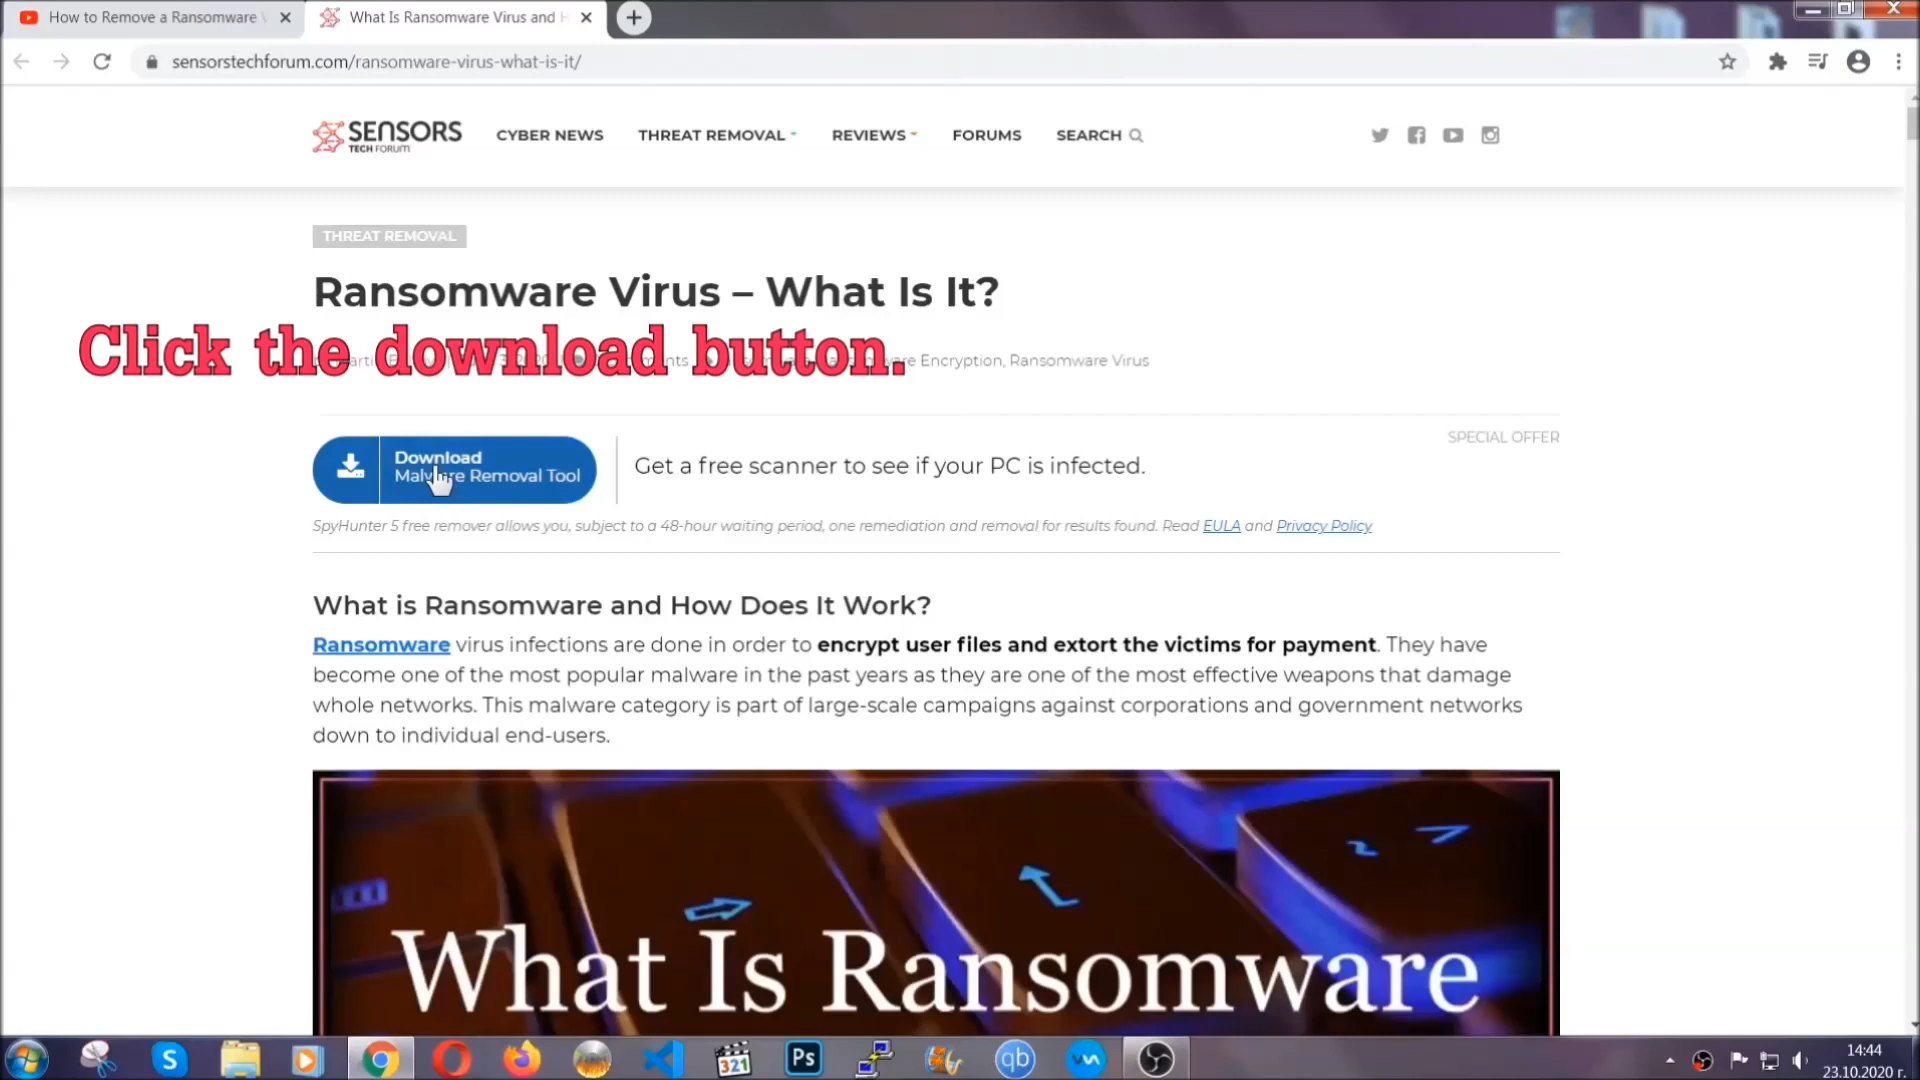 How to Remove a Ransomware
What Is Ransomware Virus and
sensorstechforum.com/ransomware-virus-what-is-it/
SENSORS
TECH FORUM
CYBER NEWS
THREAT REMOVAL
REVIEWS
FORUMS
SEARCH
THREAT REMOVAL
Ransomware Virus – What Is It?
Click the download button.
Encryption, Ransomware Virus
SPECIAL OFFER
Download
Malware Removal Tool
Get a free scanner to see if your PC is infected.
SpyHunter 5 free remover allows you, subject to a 48-hour waiting period, one remediation and removal for results found. Read EULA and Privacy Policy
What is Ransomware and How Does It Work?
Ransomware virus infections are done in order to encrypt user files and extort the victims for payment. They have
become one of the most popular malware in the past years as they are one of the most effective weapons that damage
whole networks. This malware category is part of large-scale campaigns against corporations and government networks
down to individual end-users.
What Is Ransomware
S
321
Ps
qb
14:44
23.10.2020 г.